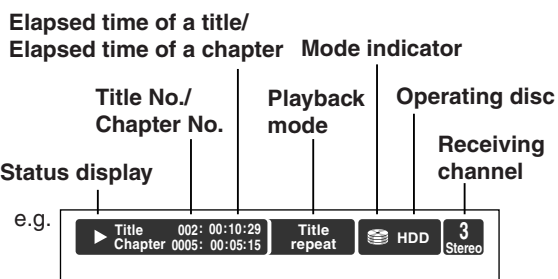 Elapsed time of a title/
Elapsed time of a chapter
Mode indicator
Title No./
Chapter No.
Playback
mode
Operating disc
Receiving
channel
Status display
e.g.
Title 002: 00:10:29
Chapter 0005: 00:05:15
Title
repeat
HDD
3
Stereo